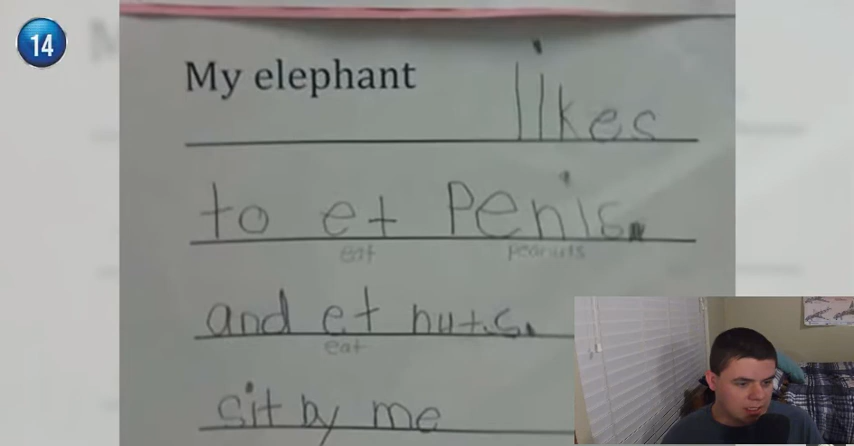 14
My elephant
likes
to et Penis.
eat peanuts
and et nuts.
eat
sit by me